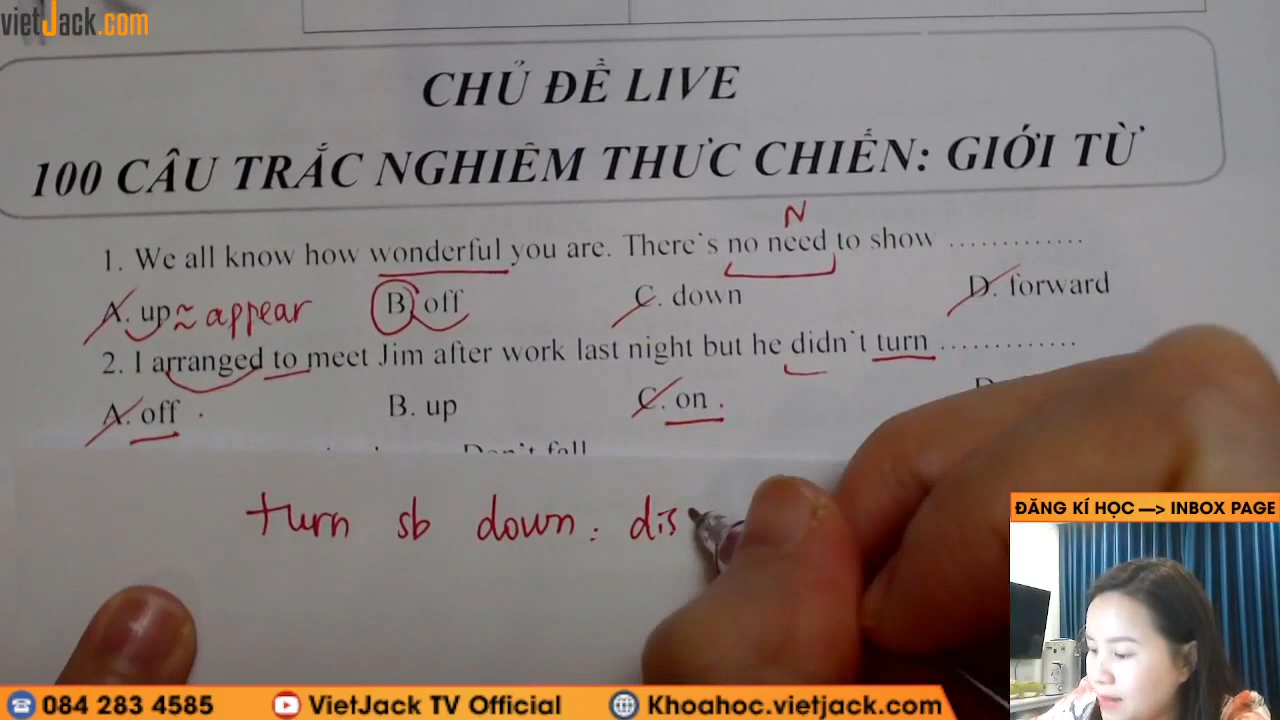 vietJack.com
CHỦ ĐỀ LIVE
100 CÂU TRẮC NGHIỆM THỰC CHIẾN: GIỚI TỪ
N
1. We all know how wonderful you are. There's no need to show .............
A. up ≈ appear B. off C. down D. forward
2. I arranged to meet Jim after work last night but he didn't turn .............
A. off . B. up C. on .
Don't fall
turn sb down : dis
ĐĂNG KÍ HỌC —> INBOX PAGE
084 283 4585 VietJack TV Official Khoahoc.vietjack.com